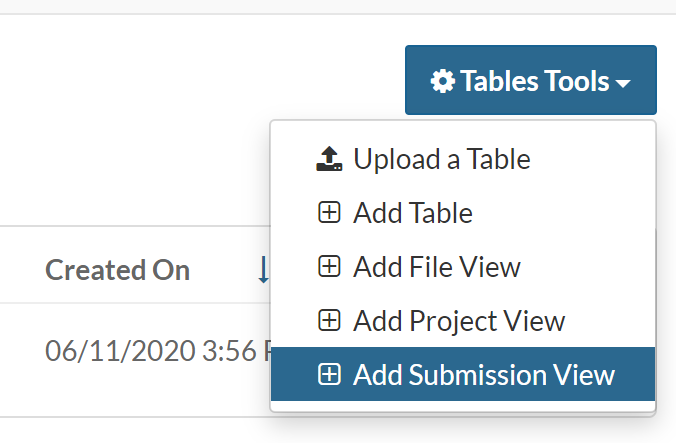 Tables Tools
Upload a Table
Add Table
Add File View
Add Project View
Add Submission View
Created On
06/11/2020 3:56